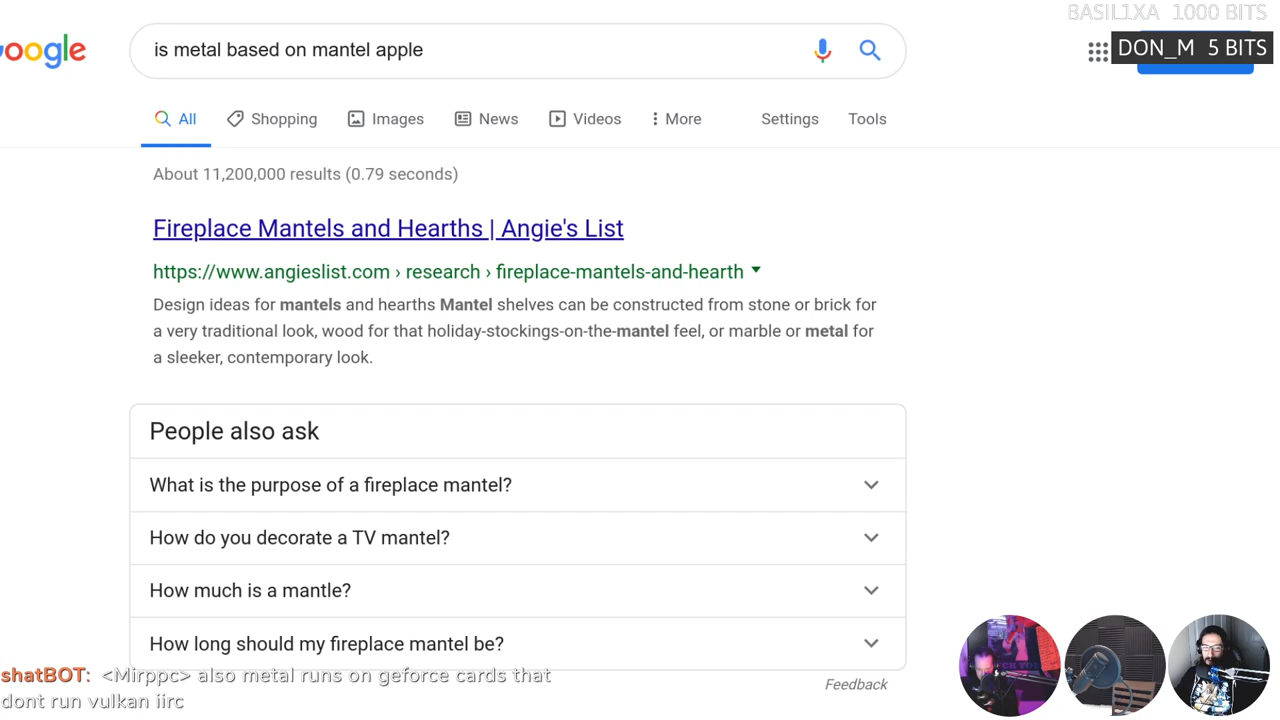 BASIL1XA 1000 BITS
oogle
is metal based on mantel apple
DON_M 5 BITS
All
Shopping
Images
News
Videos
More
Settings
Tools
About 11,200,000 results (0.79 seconds)
Fireplace Mantels and Hearths | Angie's List
https://www.angieslist.com › research › fireplace-mantels-and-hearth
Design ideas for mantels and hearths Mantel shelves can be constructed from stone or brick for
a very traditional look, wood for that holiday-stockings-on-the-mantel feel, or marble or metal for
a sleeker, contemporary look.
People also ask
What is the purpose of a fireplace mantel?
How do you decorate a TV mantel?
How much is a mantle?
How long should my fireplace mantel be?
shatBOT: <Mirppc> also metal runs on geforce cards that
dont run vulkan iirc
Feedback